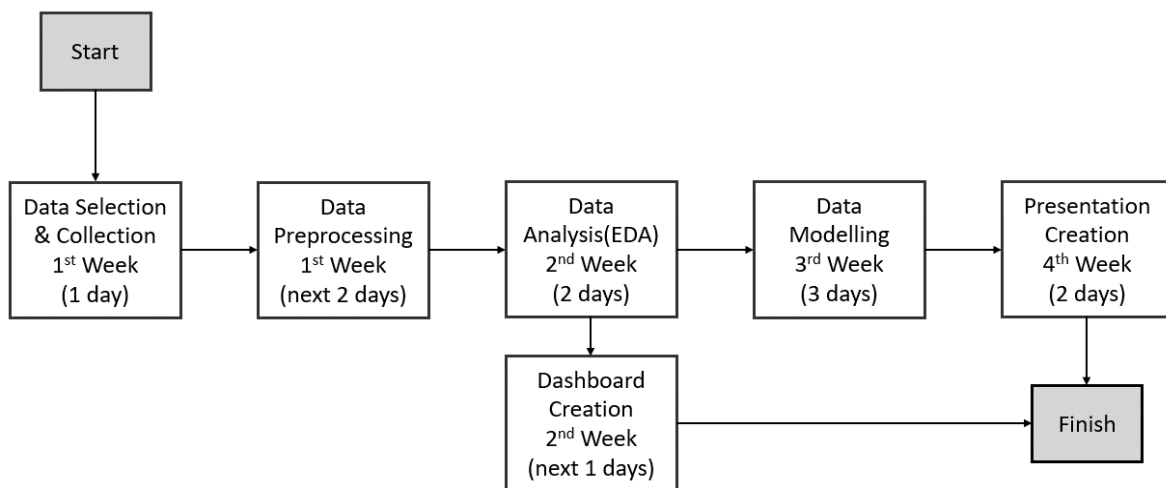 Start
Data Selection
& Collection
1st Week
(1 day)
Data
Preprocessing
1st Week
(next 2 days)
Data
Analysis(EDA)
2nd Week
(2 days)
Data
Modelling
3rd Week
(3 days)
Presentation
Creation
4th Week
(2 days)
Dashboard
Creation
2nd Week
(next 1 days)
Finish